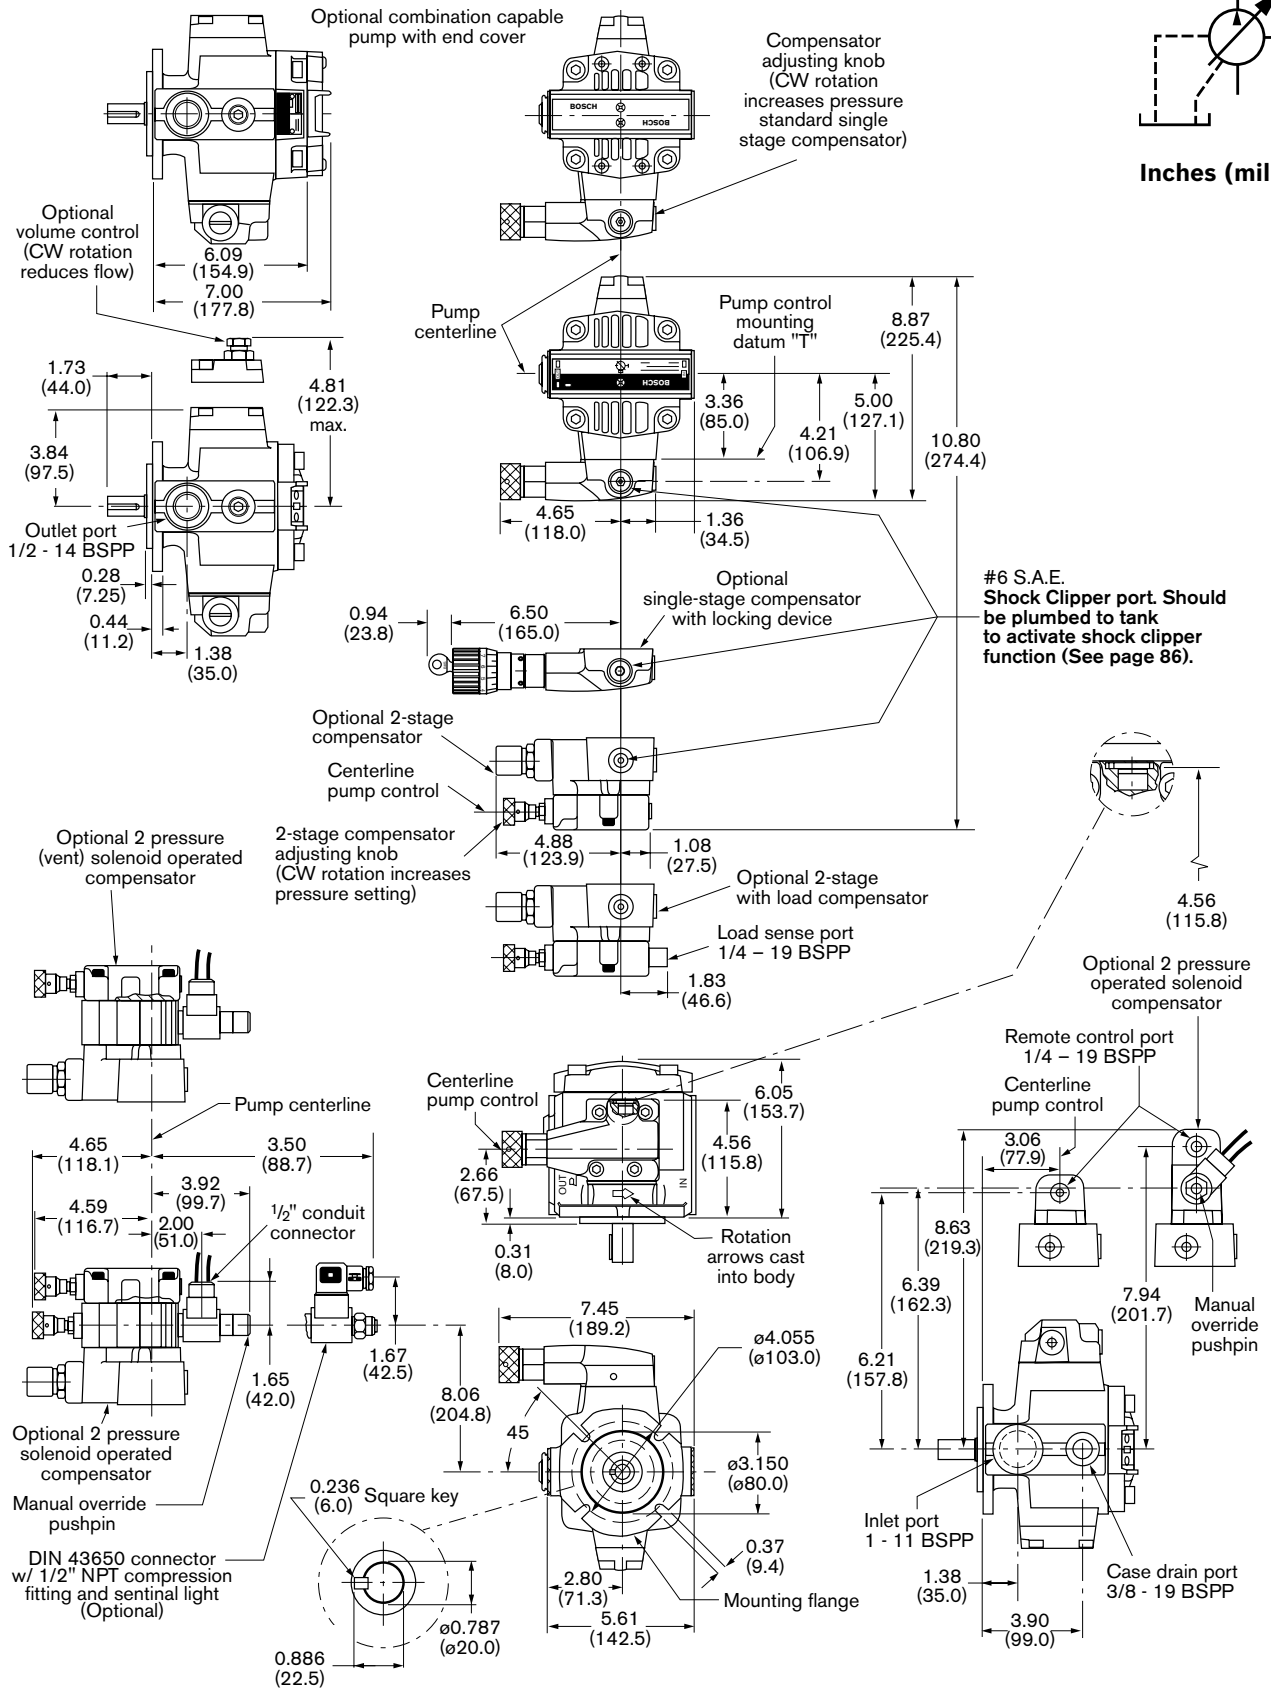 Optional combination capable
pump with end cover
Compensator
adjusting knob
(CW rotation
increases pressure
standard single
stage compensator)
BOSCH
BOSCH
Inches (mil
Optional
volume control
(CW rotation
reduces flow)
6.09
(154.9)
7.00
(177.8)
Pump
centerline
Pump control
mounting
datum "T"
8.87
(225.4)
1.73
(44.0)
4.81
(122.3)
max.
BOSCH
3.36
(85.0)
5.00
(127.1)
4.21
(106.9)
10.80
(274.4)
3.84
(97.5)
Outlet port
1/2 - 14 BSPP
4.65
(118.0)
1.36
(34.5)
0.28
(7.25)
0.44
(11.2)
1.38
(35.0)
0.94
(23.8)
6.50
(165.0)
Optional
single-stage compensator
with locking device
#6 S.A.E.
Shock Clipper port. Should
be plumbed to tank
to activate shock clipper
function (See page 86).
Optional 2-stage
compensator
Centerline
pump control
2-stage compensator
adjusting knob
(CW rotation increases
pressure setting)
4.88
(123.9)
1.08
(27.5)
Optional 2-stage
with load compensator
Load sense port
1/4 – 19 BSPP
1.83
(46.6)
4.56
(115.8)
Optional 2 pressure
(vent) solenoid operated
compensator
Optional 2 pressure
operated solenoid
compensator
Remote control port
1/4 – 19 BSPP
Centerline
pump control
3.06
(77.9)
Pump centerline
4.65
(118.1)
3.50
(88.7)
3.92
(99.7)
4.59
(116.7)
2.00
(51.0)
1/2" conduit
connector
Centerline
pump control
6.05
(153.7)
4.56
(115.8)
2.66
(67.5)
OUT
P
IN
0.31
(8.0)
Rotation
arrows cast
into body
8.63
(219.3)
6.39
(162.3)
7.94
(201.7)
Manual
override
pushpin
6.21
(157.8)
1.67
(42.5)
1.65
(42.0)
7.45
(189.2)
ø4.055
(ø103.0)
8.06
(204.8)
45
ø3.150
(ø80.0)
Optional 2 pressure
solenoid operated
compensator
Manual override
pushpin
DIN 43650 connector
w/ 1/2" NPT compression
fitting and sentinal light
(Optional)
0.236
(6.0)
Square key
0.37
(9.4)
2.80
(71.3)
Mounting flange
5.61
(142.5)
ø0.787
(ø20.0)
0.886
(22.5)
Inlet port
1 - 11 BSPP
Case drain port
3/8 - 19 BSPP
1.38
(35.0)
3.90
(99.0)